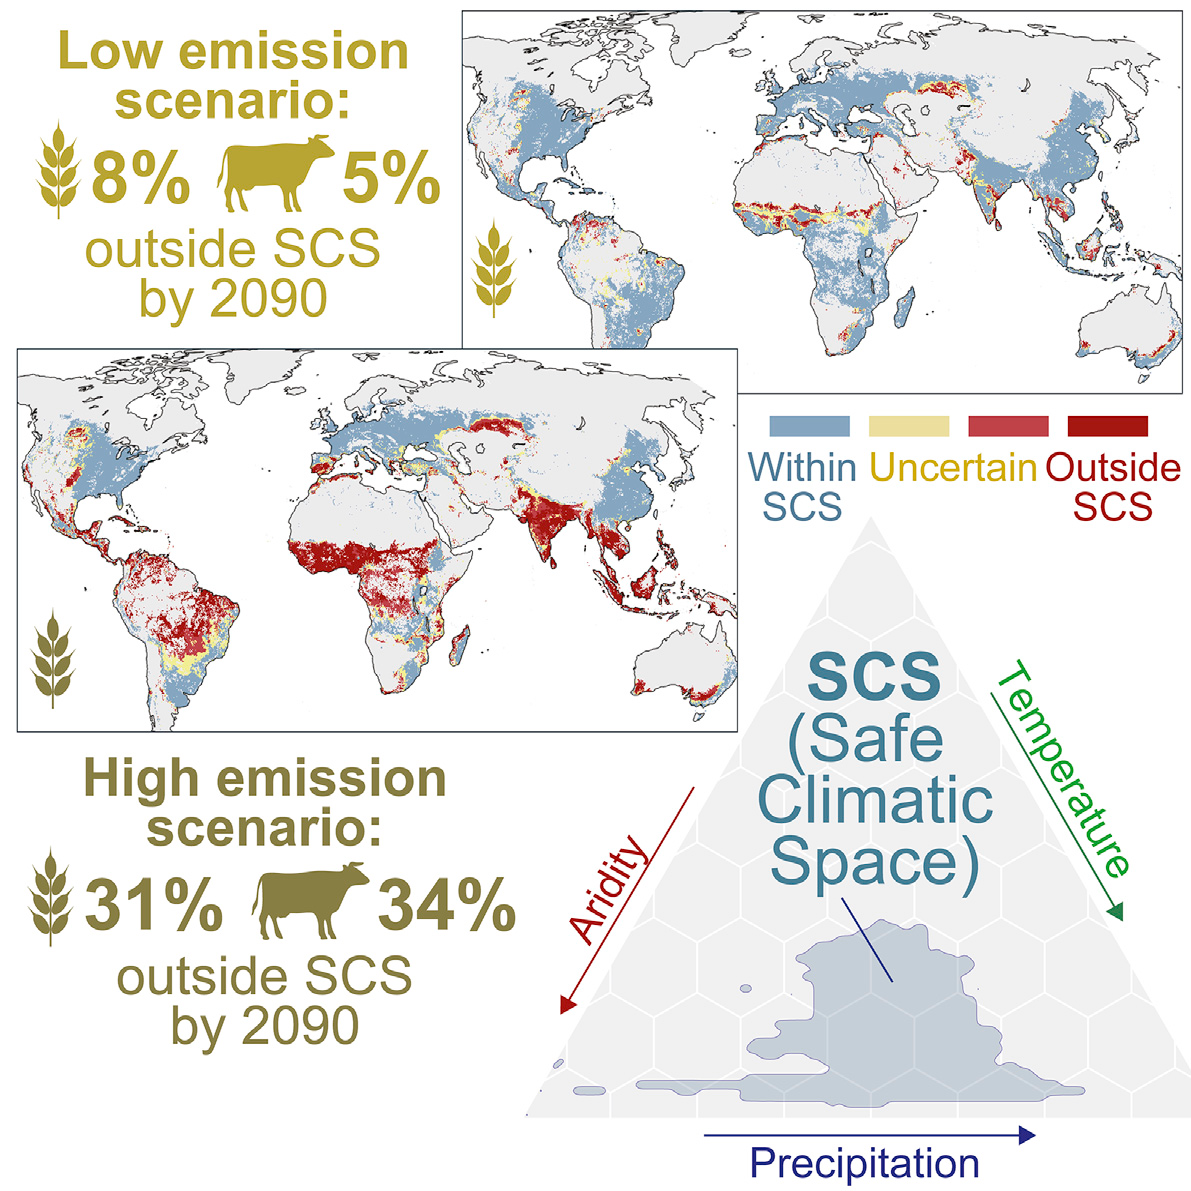 Low emission
scenario:
8% 5%
outside SCS
by 2090
Within
SCS
Uncertain
Outside
SCS
High emission
scenario:
31% 34%
outside SCS
by 2090
SCS
(Safe
Climatic
Space)
Temperature
Aridity
Precipitation